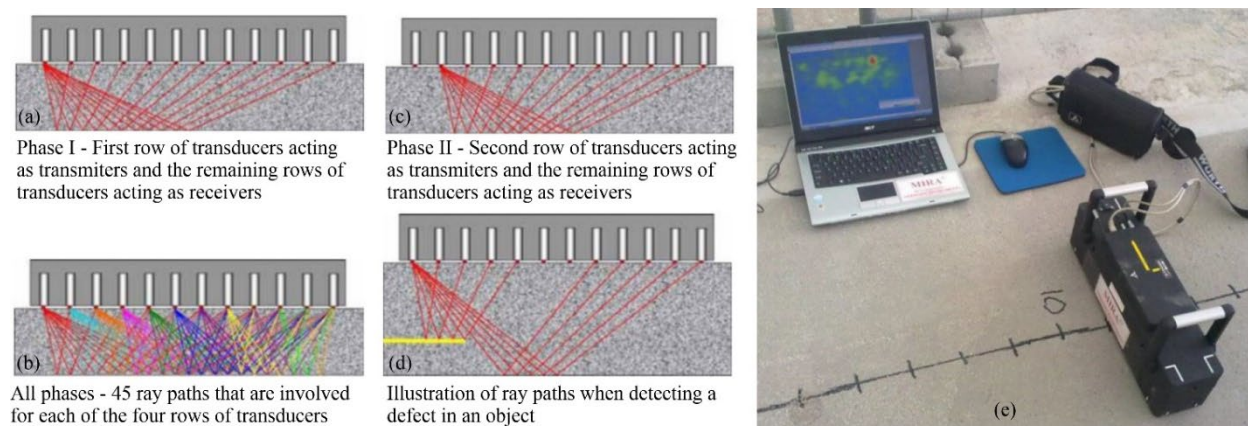 (a)
Phase I - First row of transducers acting
as transmiters and the remaining rows of
transducers acting as receivers
(b)
All phases - 45 ray paths that are involved
for each of the four rows of transducers
(c)
Phase II - Second row of transducers acting
as transmiters and the remaining rows of
transducers acting as receivers
(d)
Illustration of ray paths when detecting a
defect in an object
acer
MIRA
10
(e)